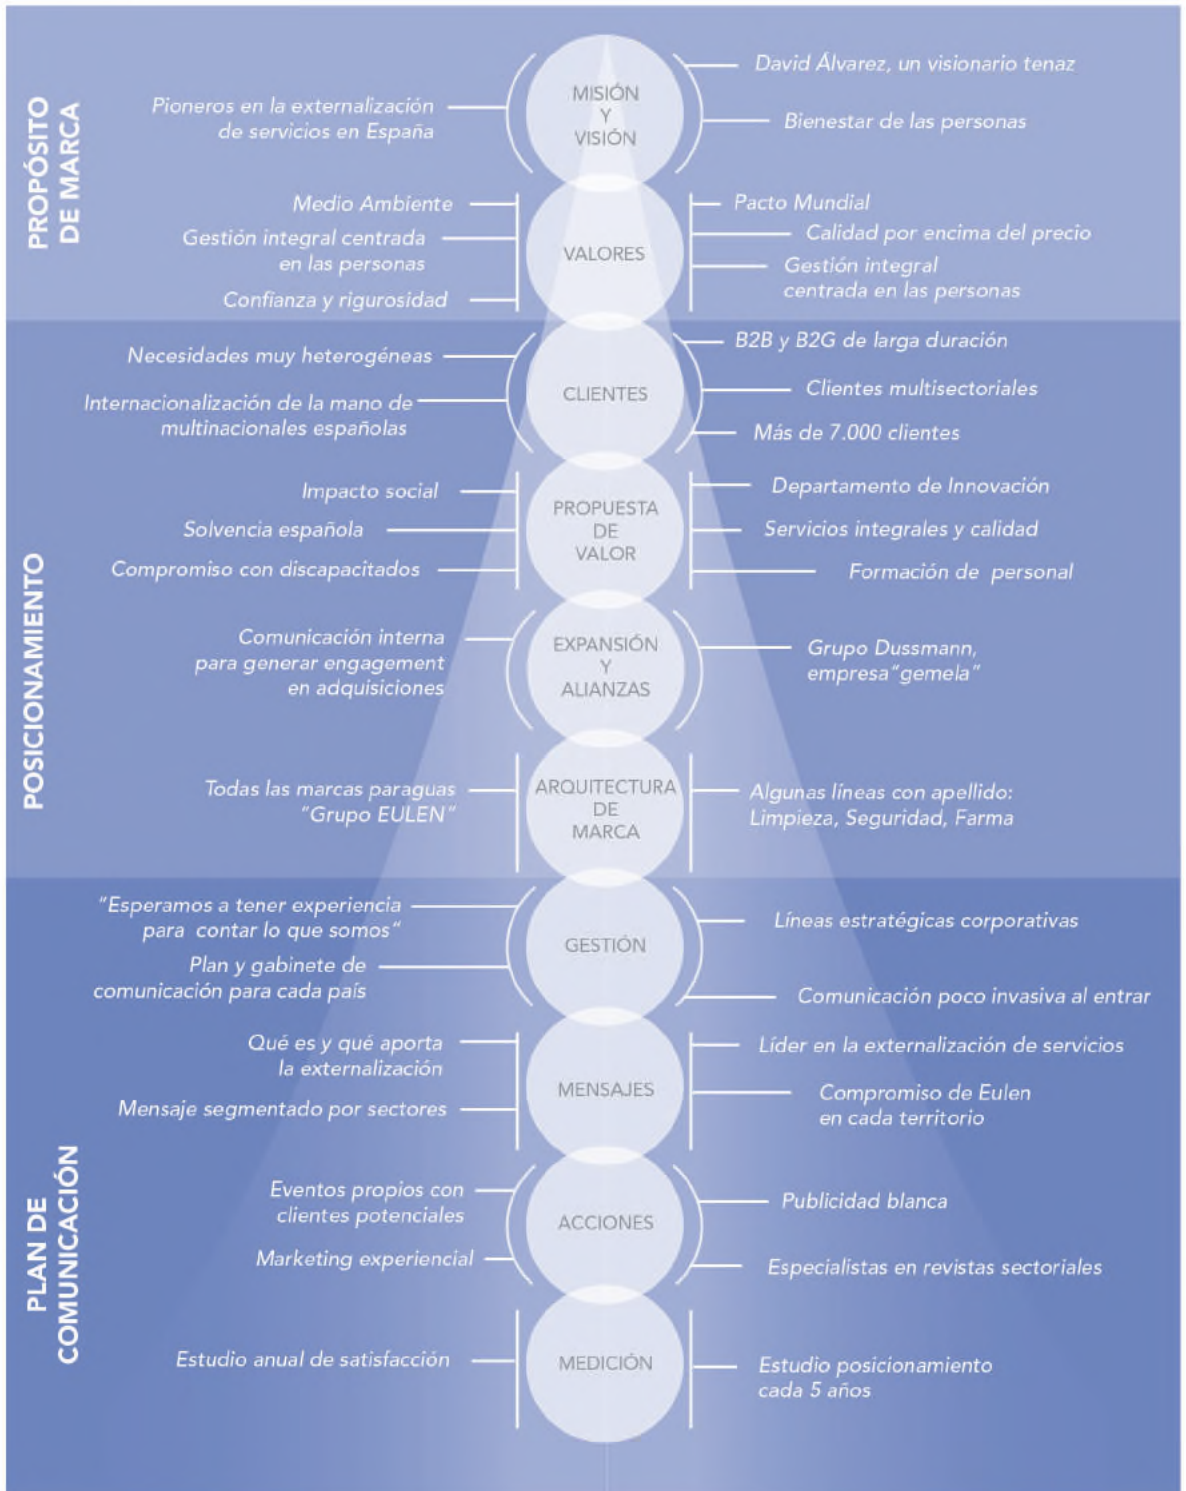 PROPÓSITO
DE MARCA
Pioneros en la externalización
de servicios en España
MISIÓN
Y
VISIÓN
David Álvarez, un visionario tenaz
Bienestar de las personas
Medio Ambiente
Gestión integral centrada
en las personas
Confianza y rigurosidad
VALORES
Pacto Mundial
Calidad por encima del precio
Gestión integral
centrada en las personas
POSICIONAMIENTO
Necesidades muy heterogéneas
Internacionalización de la mano de
multinacionales españolas
CLIENTES
B2B y B2G de larga duración
Clientes multisectoriales
Más de 7.000 clientes
Impacto social
Solvencia española
Compromiso con discapacitados
PROPUESTA
DE
VALOR
Departamento de Innovación
Servicios integrales y calidad
Formación de personal
Comunicación interna
para generar engagement
en adquisiciones
EXPANSIÓN
Y
ALIANZAS
Grupo Dussmann,
empresa“gemela”
Todas las marcas paraguas
“Grupo EULEN”
ARQUITECTURA
DE
MARCA
Algunas líneas con apellido:
Limpieza, Seguridad, Farma
PLAN DE
COMUNICACIÓN
“Esperamos a tener experiencia
para contar lo que somos”
Plan y gabinete de
comunicación para cada país
GESTIÓN
Líneas estratégicas corporativas
Comunicación poco invasiva al entrar
Qué es y qué aporta
la externalización
Mensaje segmentado por sectores
MENSAJES
Líder en la externalización de servicios
Compromiso de Eulen
en cada territorio
Eventos propios con
clientes potenciales
Marketing experiencial
ACCIONES
Publicidad blanca
Especialistas en revistas sectoriales
Estudio anual de satisfacción
MEDICIÓN
Estudio posicionamiento
cada 5 años